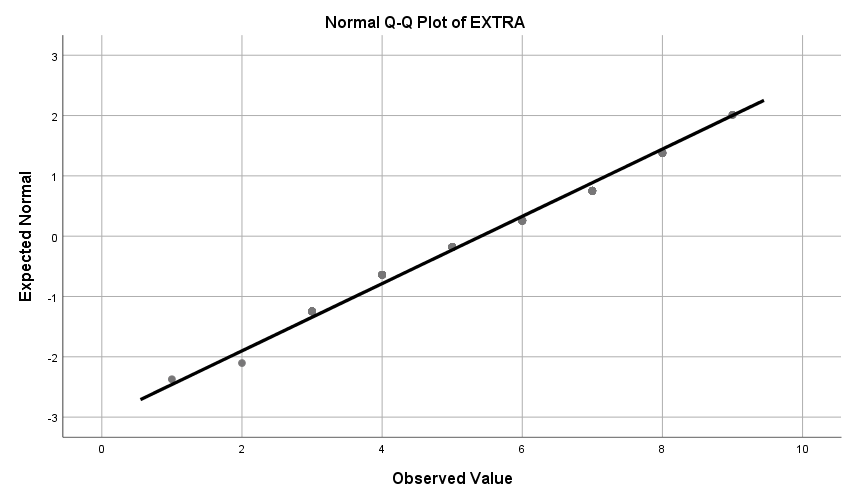 Normal Q-Q Plot of EXTRA
3
2
1
0
-1
-2
-3
Expected Normal
0 2 4 6 8 10
Observed Value